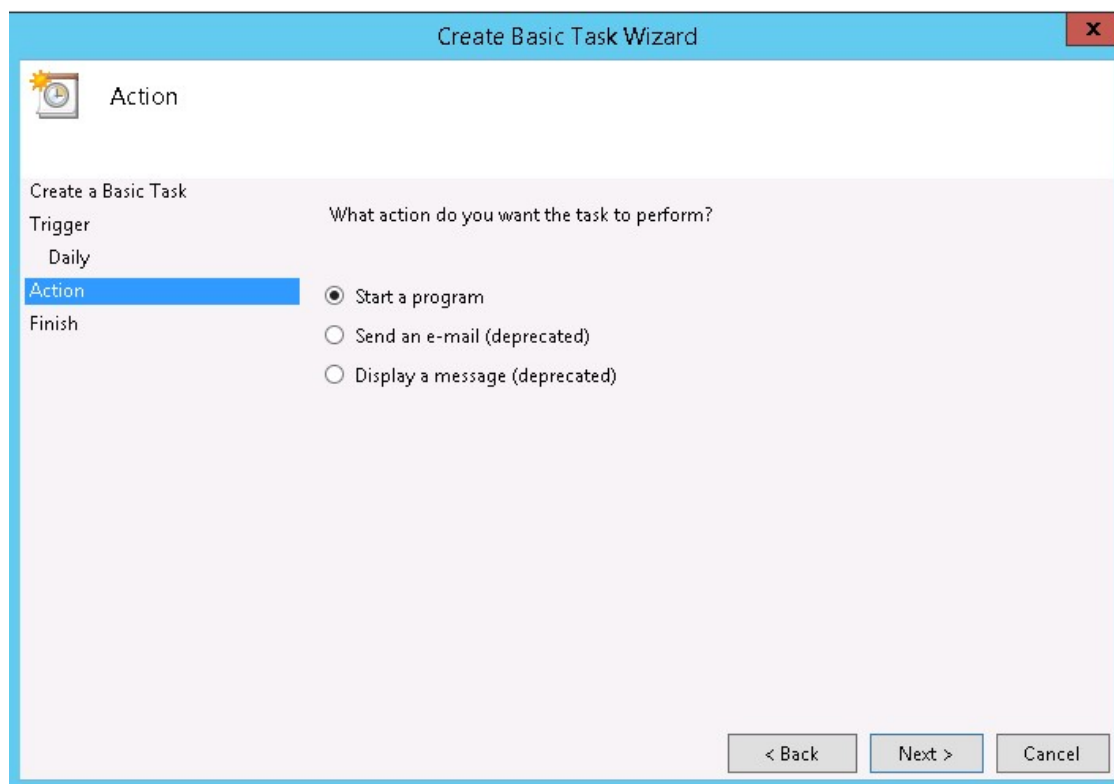 Create Basic Task Wizard
x
Action
Create a Basic Task
Trigger
Daily
Action
Finish
What action do you want the task to perform?
Start a program
Send an e-mail (deprecated)
Display a message (deprecated)
< Back
Next >
Cancel